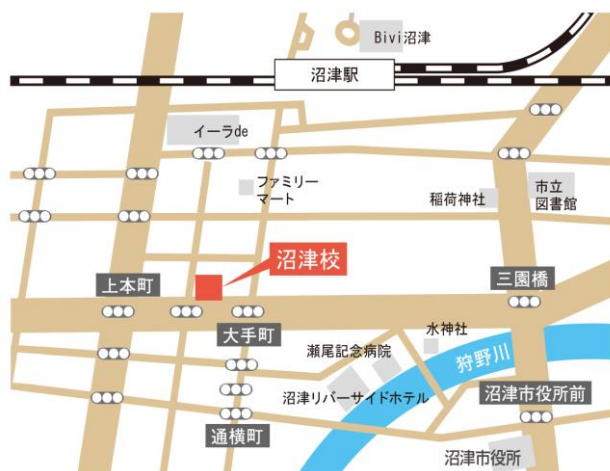 Bivi沼津
沼津駅
イーラde
ファミリー
マート
稲荷神社
市立
図書館
沼津校
上本町
三園橋
大手町
水神社
瀬尾記念病院
狩野川
沼津リバーサイドホテル
沼津市役所前
通横町
沼津市役所